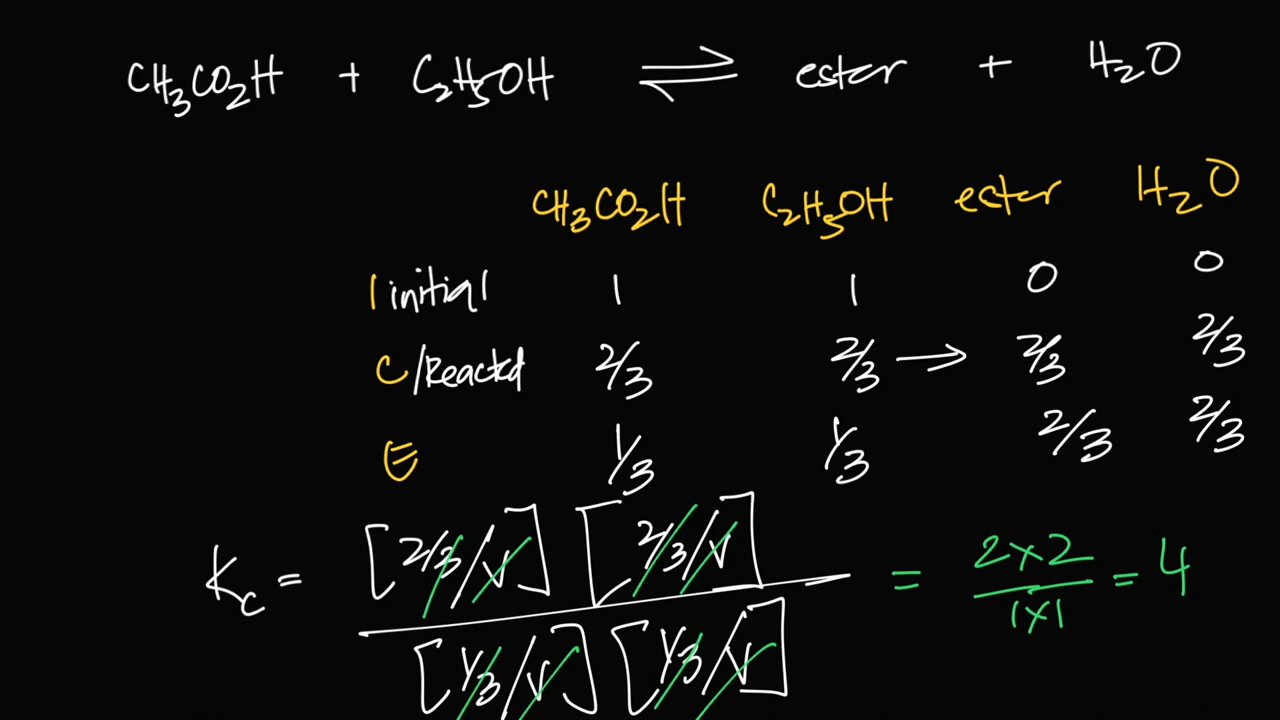 CH₃CO₂H + C₂H₅OH ⇌ ester + H₂O
CH₃CO₂H C₂H₅OH ester H₂O
I initial 1 1 0 0
C/Reactd 2/3 2/3 → 2/3 2/3
E 1/3 1/3 2/3 2/3
[2/3/V] [2/3/V]
Kc = ――― = 2×2/1×1 = 4
[1/3/V] [1/3/V]